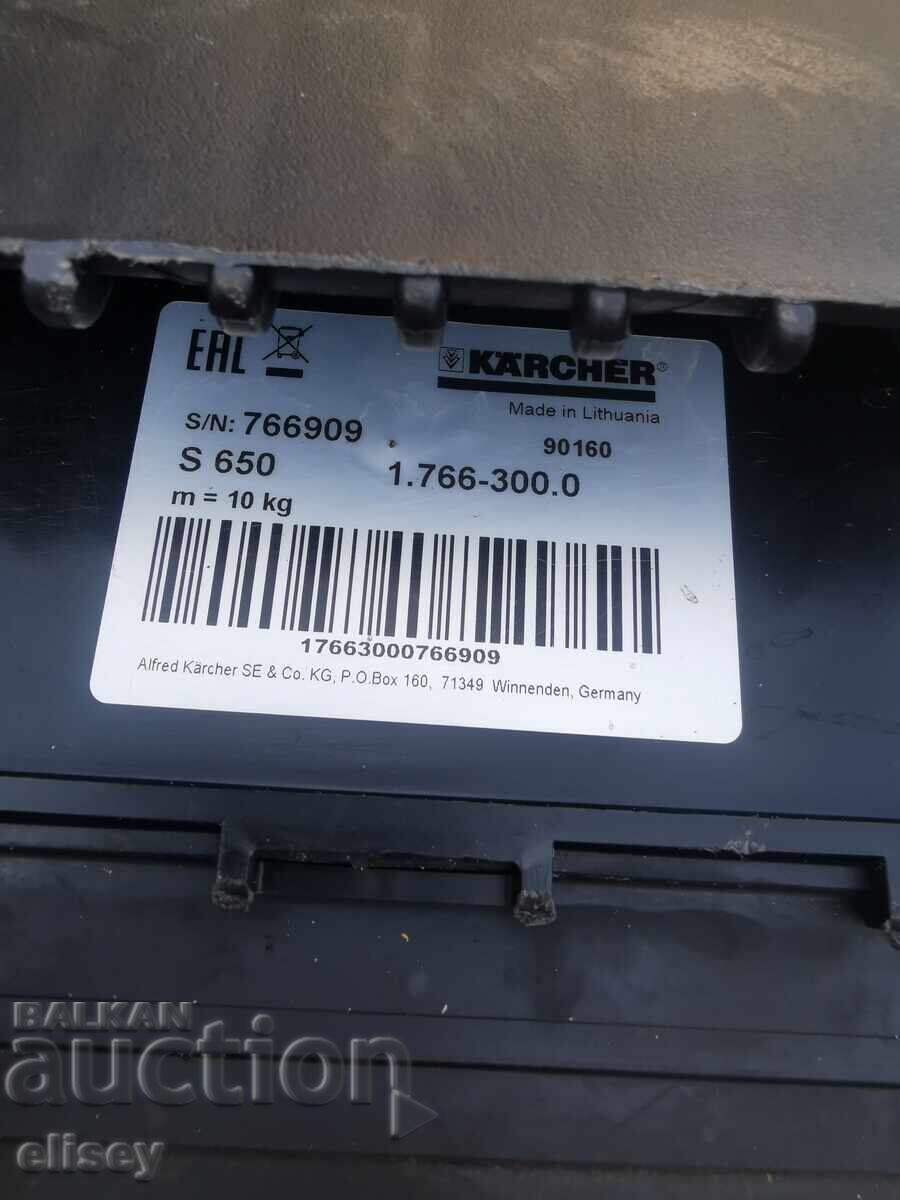 EAC
KÄRCHER®
Made in Lithuania
S/N: 766909
90160
S 650
1.766-300.0
m = 10 kg
17663000766909
Alfred Kärcher SE & Co. KG, P.O.Box 160, 71349 Winnenden, Germany
BALKAN
auction
elisey